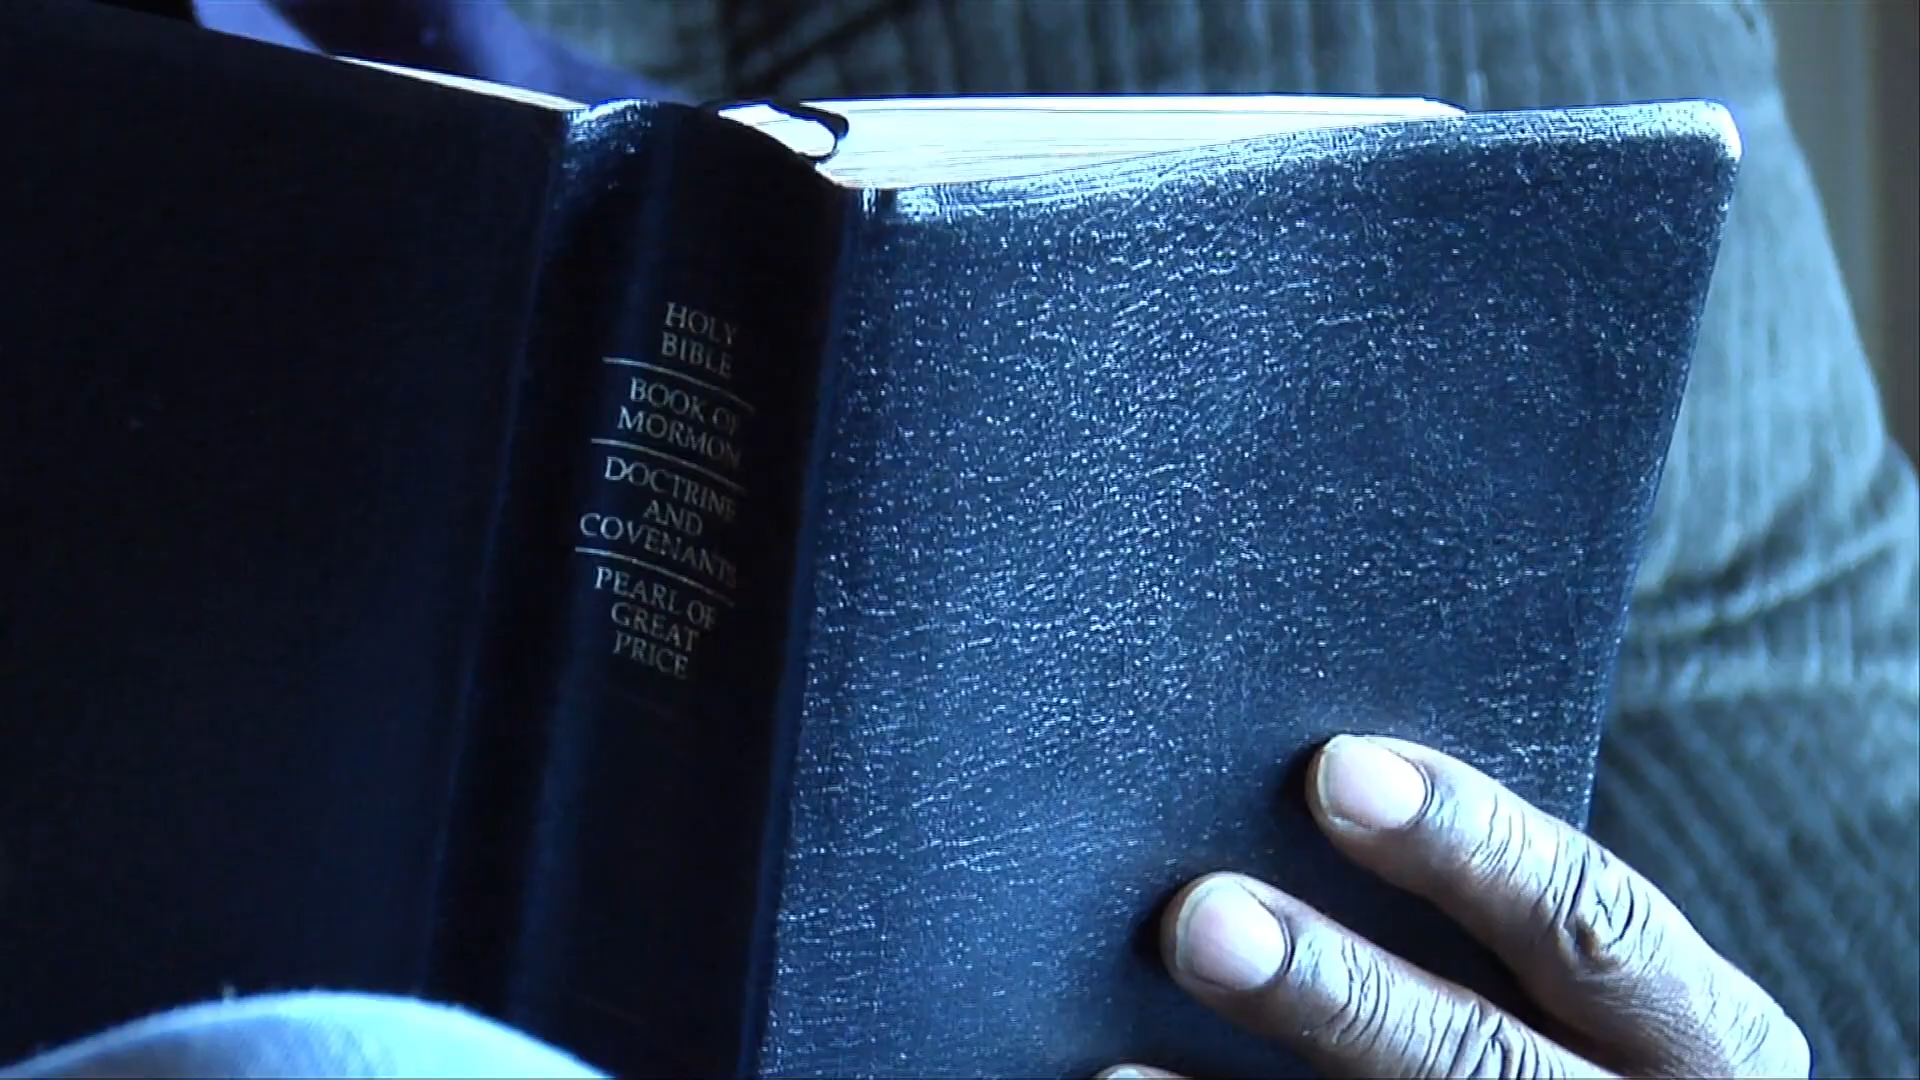 HOLY
BIBLE
BOOK OF
MORMON
DOCTRINE
AND
COVENANTS
PEARL OF
GREAT
PRICE